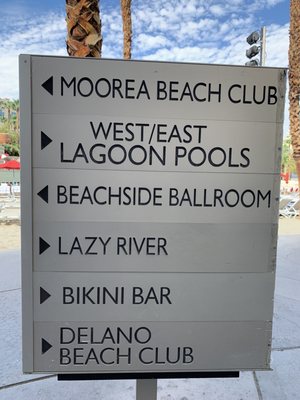 MOOREA BEACH CLUB
WEST/EAST
LAGOON POOLS
BEACHSIDE BALLROOM
LAZY RIVER
BIKINI BAR
DELANO
BEACH CLUB